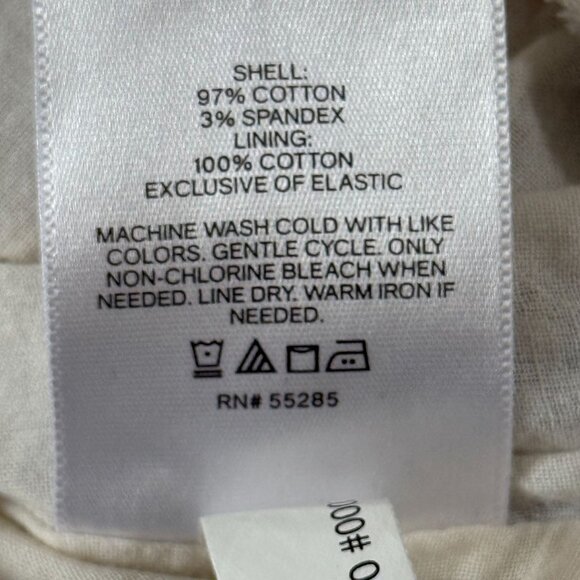 SHELL:
97% COTTON
3% SPANDEX
LINING:
100% COTTON
EXCLUSIVE OF ELASTIC
MACHINE WASH COLD WITH LIKE
COLORS. GENTLE CYCLE. ONLY
NON-CHLORINE BLEACH WHEN
NEEDED. LINE DRY. WARM IRON IF
NEEDED.
RN# 55285